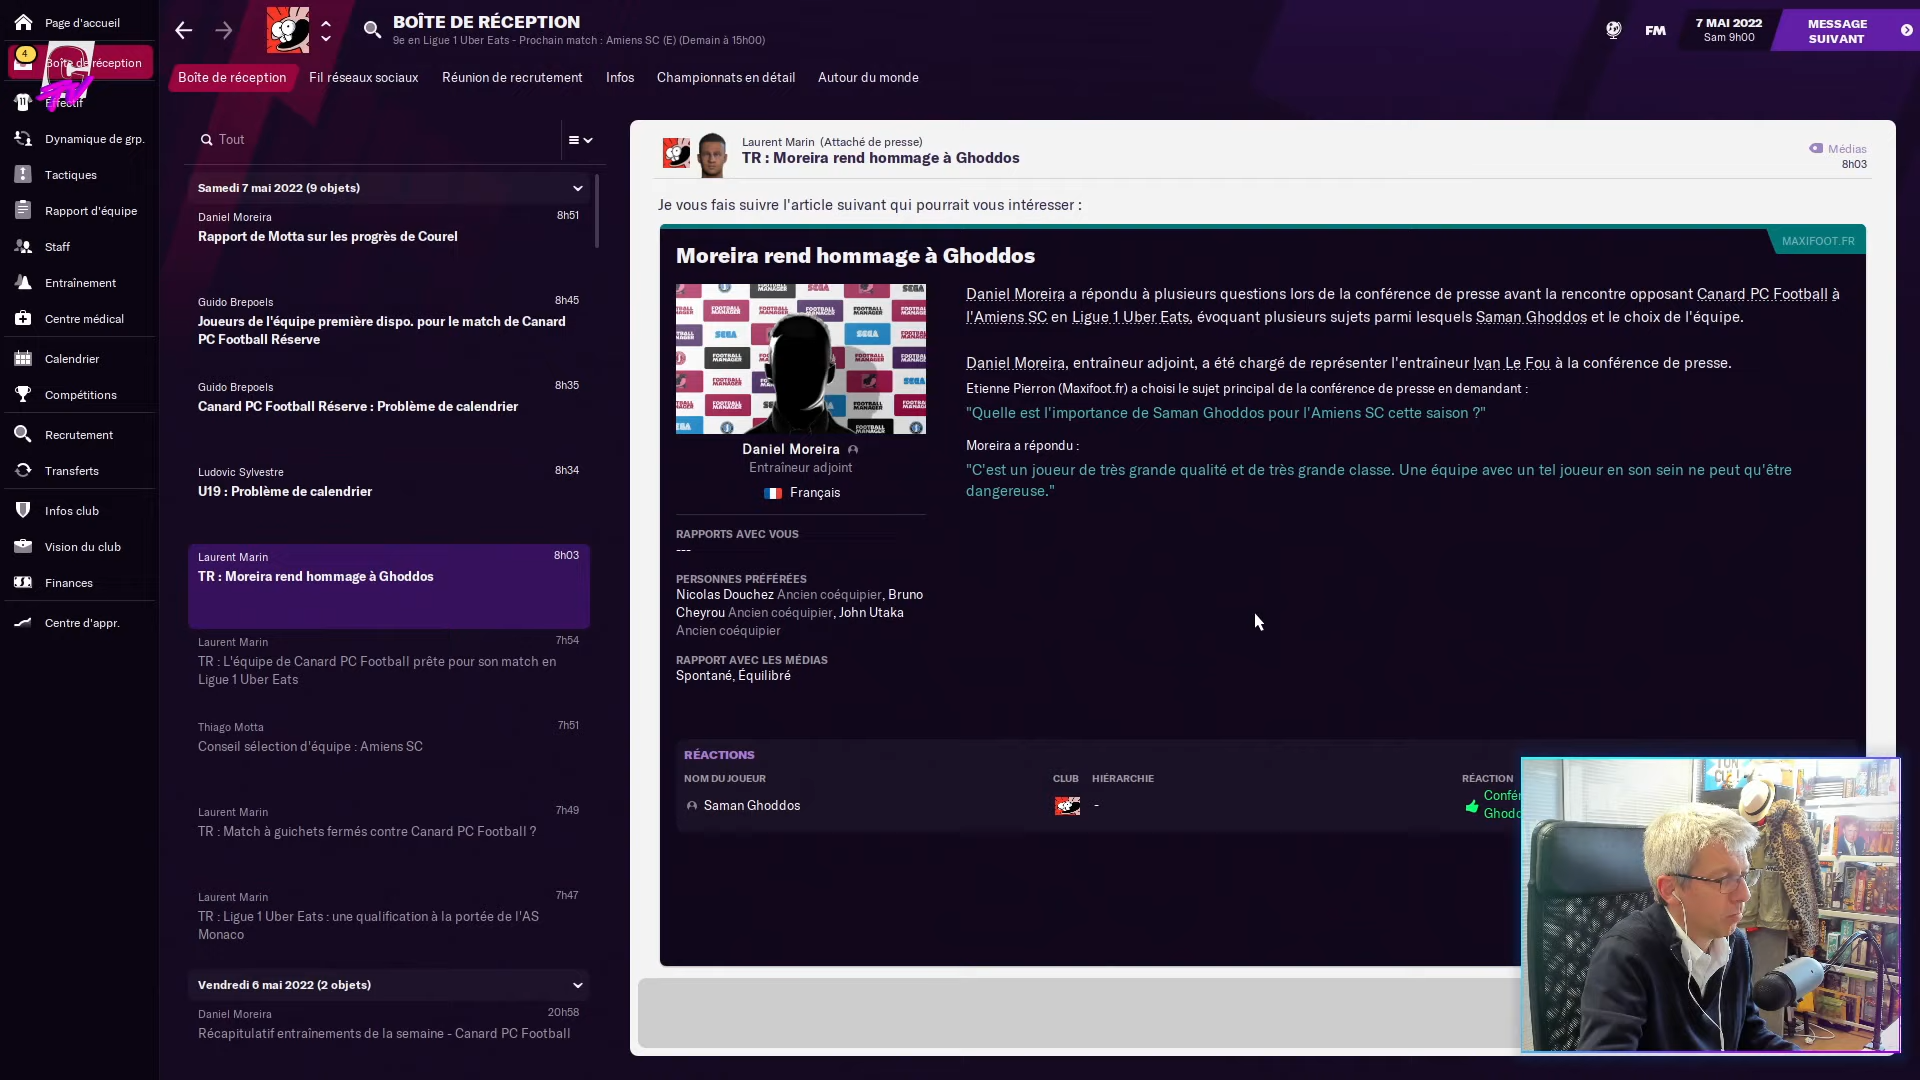 Page d'accueil
Boîte de réception
4
Effectif
11
TV
Dynamique de grp.
Tactiques
Rapport d'équipe
Staff
Entraînement
Centre médical
Calendrier
Compétitions
Recrutement
Transferts
Infos club
Vision du club
Finances
Centre d'appr.
BOÎTE DE RÉCEPTION
9e en Ligue 1 Uber Eats - Prochain match : Amiens SC (E) (Demain à 15h00)
FM
7 MAI 2022
Sam 9h00
MESSAGE
SUIVANT
Boîte de réception
Fil réseaux sociaux
Réunion de recrutement
Infos
Championnats en détail
Autour du monde
Tout
Samedi 7 mai 2022 (9 objets)
Daniel Moreira 8h51
Rapport de Motta sur les progrès de Courel
Guido Brepoels 8h45
Joueurs de l'équipe première dispo. pour le match de Canard
PC Football Réserve
Guido Brepoels 8h35
Canard PC Football Réserve : Problème de calendrier
Ludovic Sylvestre 8h34
U19 : Problème de calendrier
Laurent Marin 8h03
TR : Moreira rend hommage à Ghoddos
Laurent Marin 7h54
TR : L'équipe de Canard PC Football prête pour son match en
Ligue 1 Uber Eats
Thiago Motta 7h51
Conseil sélection d'équipe : Amiens SC
Laurent Marin 7h49
TR : Match à guichets fermés contre Canard PC Football ?
Laurent Marin 7h47
TR : Ligue 1 Uber Eats : une qualification à la portée de l'AS
Monaco
Vendredi 6 mai 2022 (2 objets)
Daniel Moreira 20h58
Récapitulatif entraînements de la semaine - Canard PC Football
Laurent Marin (Attaché de presse)
TR : Moreira rend hommage à Ghoddos
Médias
8h03
Je vous fais suivre l'article suivant qui pourrait vous intéresser :
MAXIFOOT.FR
Moreira rend hommage à Ghoddos
Daniel Moreira
Entraîneur adjoint
Français
RAPPORTS AVEC VOUS
---
PERSONNES PRÉFÉRÉES
Nicolas Douchez Ancien coéquipier, Bruno
Cheyrou Ancien coéquipier, John Utaka
Ancien coéquipier
RAPPORT AVEC LES MÉDIAS
Spontané, Équilibré
Daniel Moreira a répondu à plusieurs questions lors de la conférence de presse avant la rencontre opposant Canard PC Football à
l'Amiens SC en Ligue 1 Uber Eats, évoquant plusieurs sujets parmi lesquels Saman Ghoddos et le choix de l'équipe.
Daniel Moreira, entraîneur adjoint, a été chargé de représenter l'entraîneur Ivan Le Fou à la conférence de presse.
Etienne Pierron (Maxifoot.fr) a choisi le sujet principal de la conférence de presse en demandant :
"Quelle est l'importance de Saman Ghoddos pour l'Amiens SC cette saison ?"
Moreira a répondu :
"C'est un joueur de très grande qualité et de très grande classe. Une équipe avec un tel joueur en son sein ne peut qu'être
dangereuse."
RÉACTIONS
NOM DU JOUEUR CLUB HIÉRARCHIE RÉACTION
Saman Ghoddos -